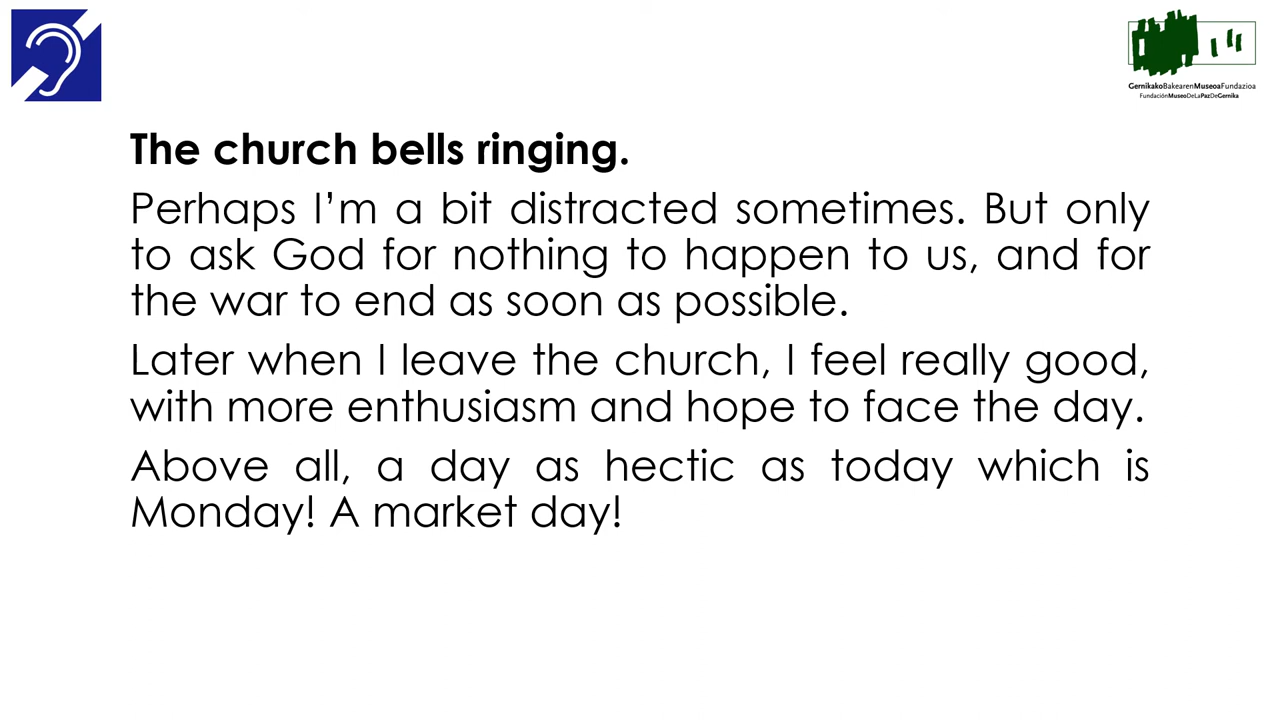 GernikakoBakearenMuseoaFundazioa
FundaciónMuseoDeLaPazDeGernika
The church bells ringing.
Perhaps I’m a bit distracted sometimes. But only
to ask God for nothing to happen to us, and for
the war to end as soon as possible.
Later when I leave the church, I feel really good,
with more enthusiasm and hope to face the day.
Above all, a day as hectic as today which is
Monday! A market day!